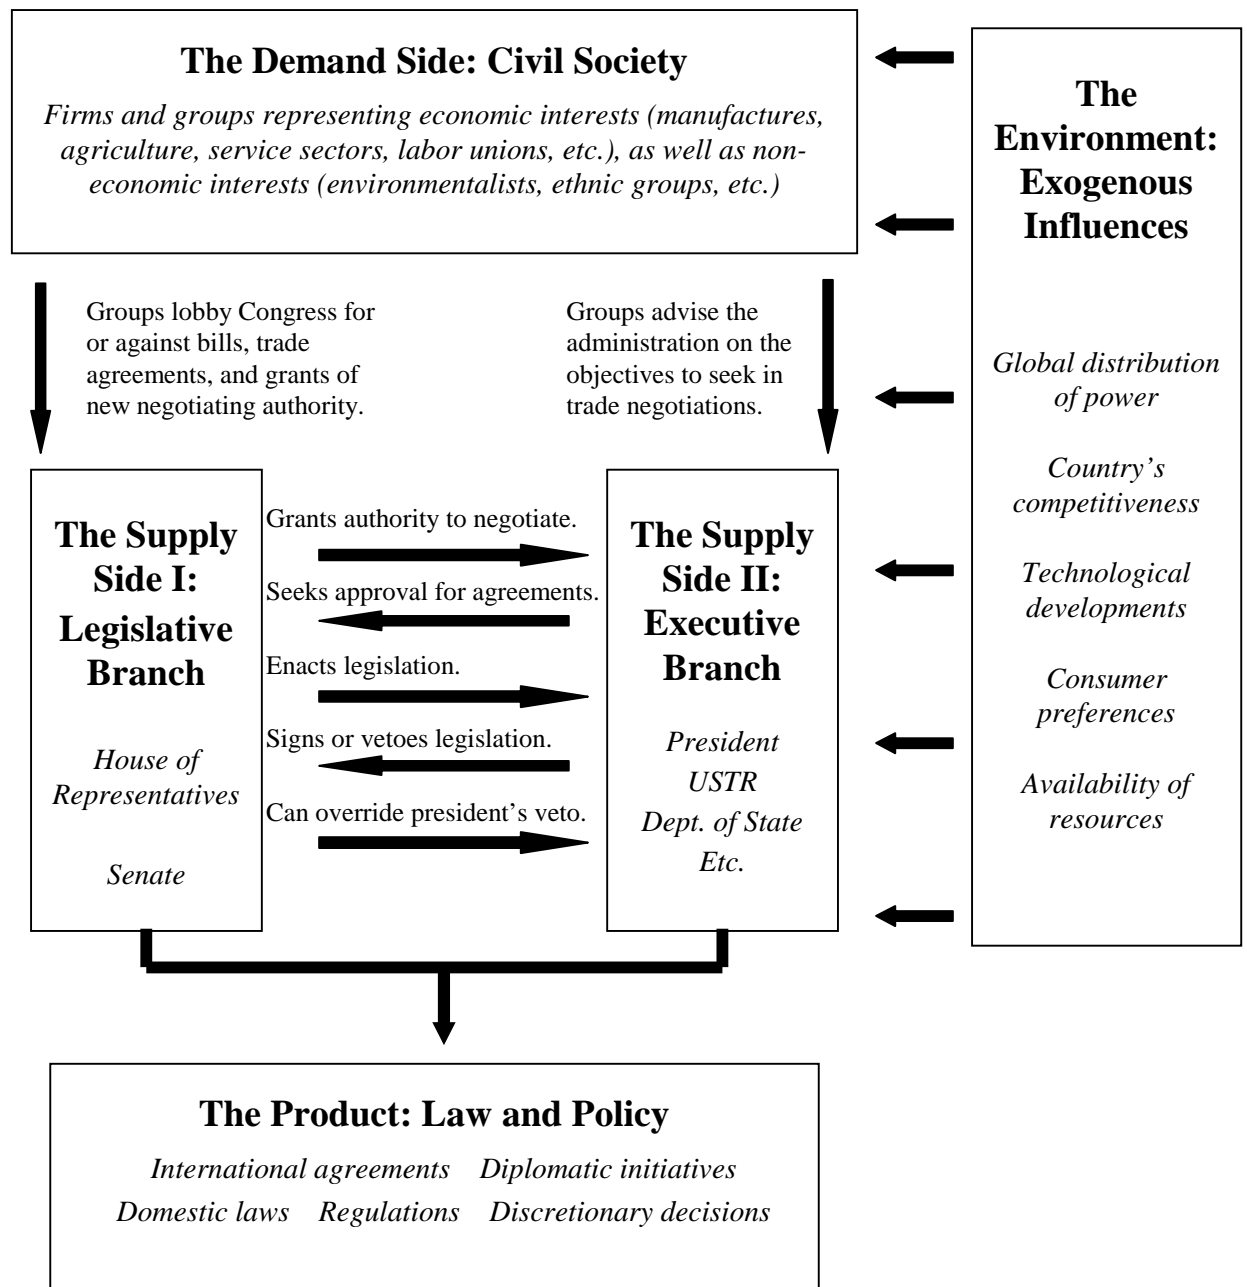 The Demand Side: Civil Society
Firms and groups representing economic interests (manufactures,
agriculture, service sectors, labor unions, etc.), as well as non-
economic interests (environmentalists, ethnic groups, etc.)
The
Environment:
Exogenous
Influences
Global distribution
of power
Country’s
competitiveness
Technological
developments
Consumer
preferences
Availability of
resources
Groups lobby Congress for
or against bills, trade
agreements, and grants of
new negotiating authority.
Groups advise the
administration on the
objectives to seek in
trade negotiations.
The Supply
Side I:
Legislative
Branch
House of
Representatives
Senate
Grants authority to negotiate.
Seeks approval for agreements.
Enacts legislation.
Signs or vetoes legislation.
Can override president’s veto.
The Supply
Side II:
Executive
Branch
President
USTR
Dept. of State
Etc.
The Product: Law and Policy
International agreements Diplomatic initiatives
Domestic laws Regulations Discretionary decisions